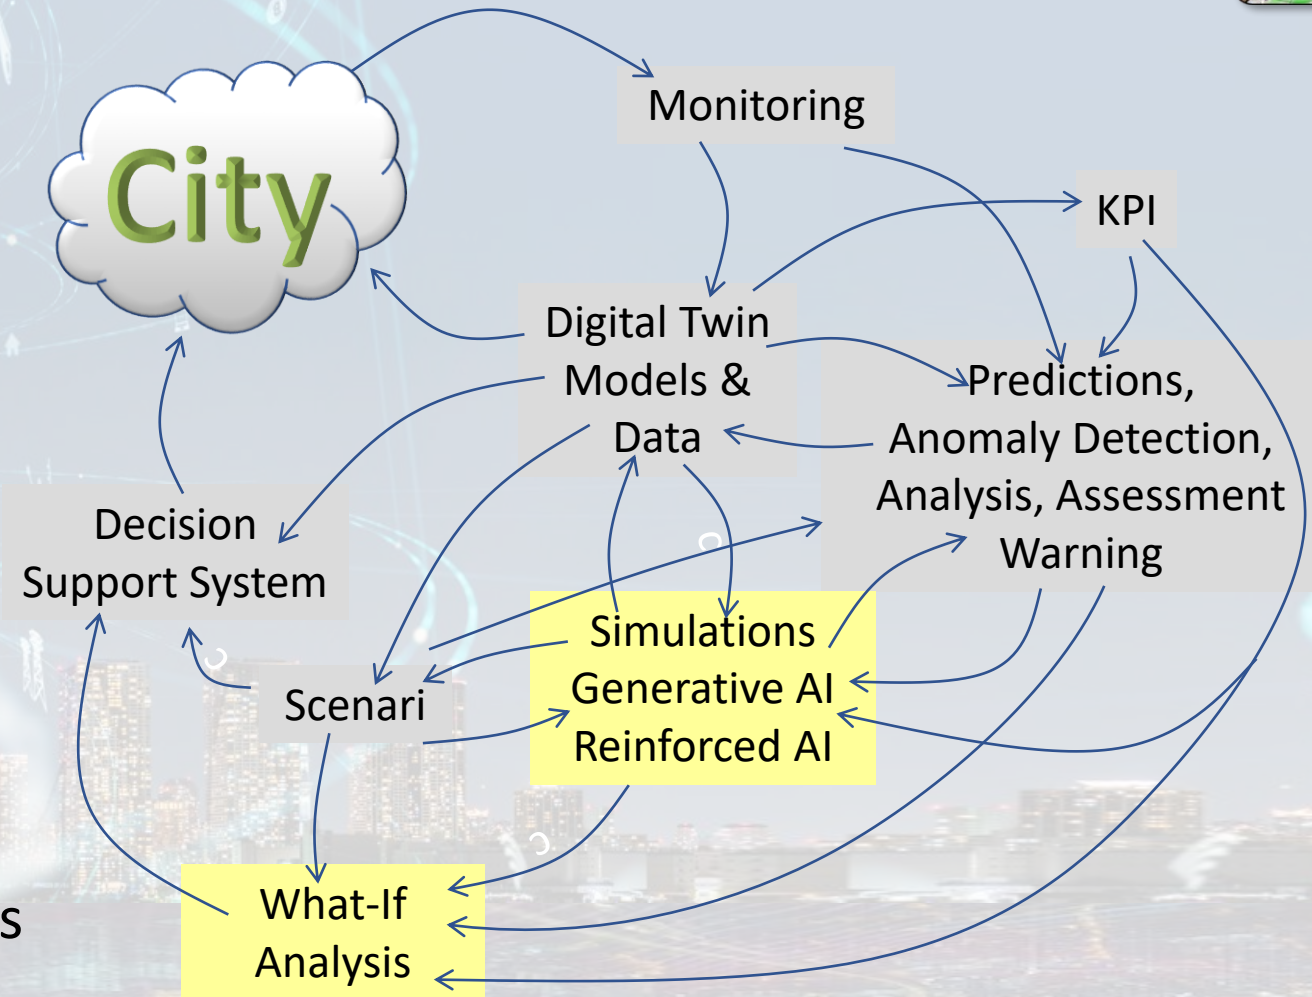 City
Monitoring
KPI
Digital Twin
Models &
Data
Predictions,
Anomaly Detection,
Analysis, Assessment
Warning
Decision
Support System
Simulations
Generative AI
Reinforced AI
Scenari
What-If
Analysis
s